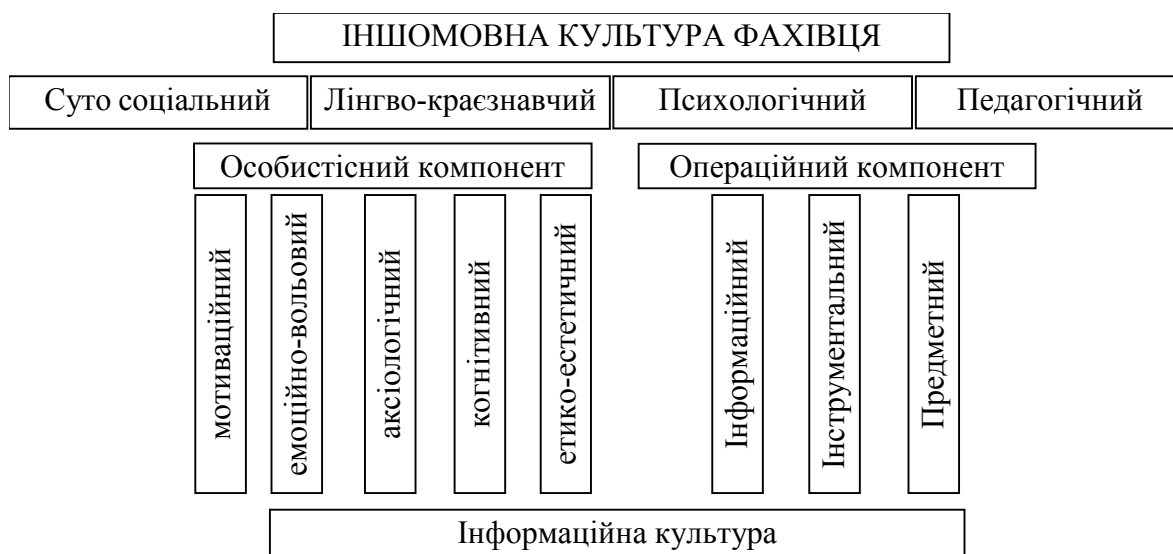 ІНШОМОВНА КУЛЬТУРА ФАХІВЦЯ
Суто соціальний
Лінгво-краєзнавчий
Психологічний
Педагогічний
Особистісний компонент
Операційний компонент
мотиваційний
емоційно-вольовий
аксіологічний
когнітивний
етико-естетичний
Інформаційний
Інструментальний
Предметний
Інформаційна культура